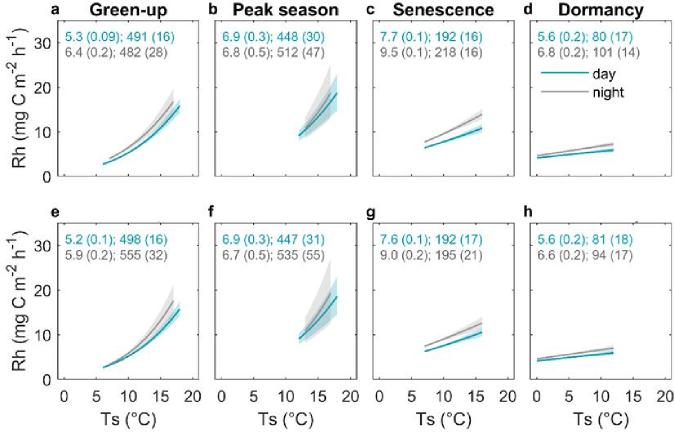 a Green-up
b Peak season
c Senescence
d Dormancy
Rh (mg C m-2 h-1)
30
20
10
0
5.3 (0.09); 491 (16)
6.4 (0.2); 482 (28)
6.9 (0.3); 448 (30)
6.8 (0.5); 512 (47)
7.7 (0.1); 192 (16)
9.5 (0.1); 218 (16)
5.6 (0.2); 80 (17)
6.8 (0.2); 101 (14)
day
night
e
f
g
h
Rh (mg C m-2 h-1)
30
20
10
0
5.2 (0.1); 498 (16)
5.9 (0.2); 555 (32)
6.9 (0.3); 447 (31)
6.7 (0.5); 535 (55)
7.6 (0.1); 192 (17)
9.0 (0.2); 195 (21)
5.6 (0.2); 81 (18)
6.6 (0.2); 94 (17)
0 5 10 15 20
0 5 10 15 20
0 5 10 15 20
0 5 10 15 20
Ts (°C)
Ts (°C)
Ts (°C)
Ts (°C)